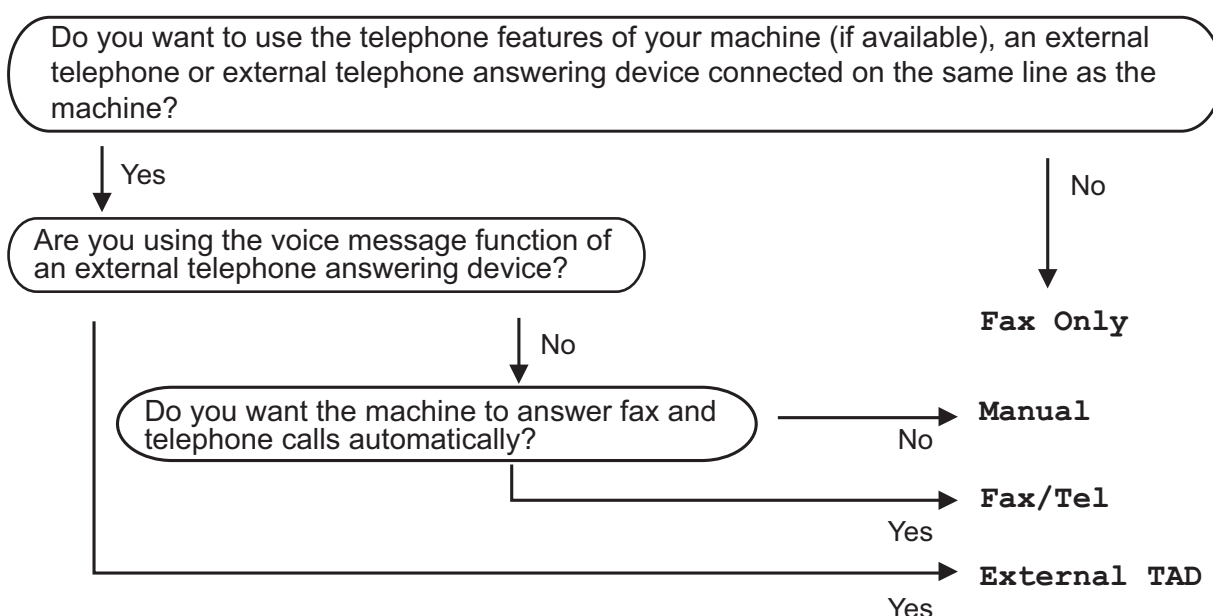 Do you want to use the telephone features of your machine (if available), an external
telephone or external telephone answering device connected on the same line as the
machine?
Yes
No
Are you using the voice message function of
an external telephone answering device?
Fax Only
No
Do you want the machine to answer fax and
telephone calls automatically?
Manual
No
Fax/Tel
Yes
External TAD
Yes